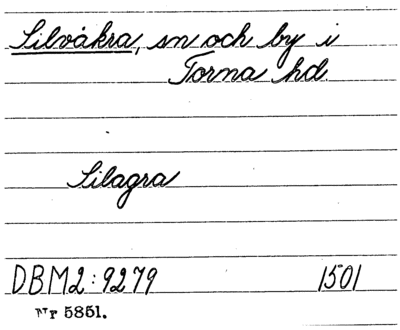 Silvåkra, sn och by i
Torna hd.
Silagra
DBM2:9279 1501
Nr 5851.